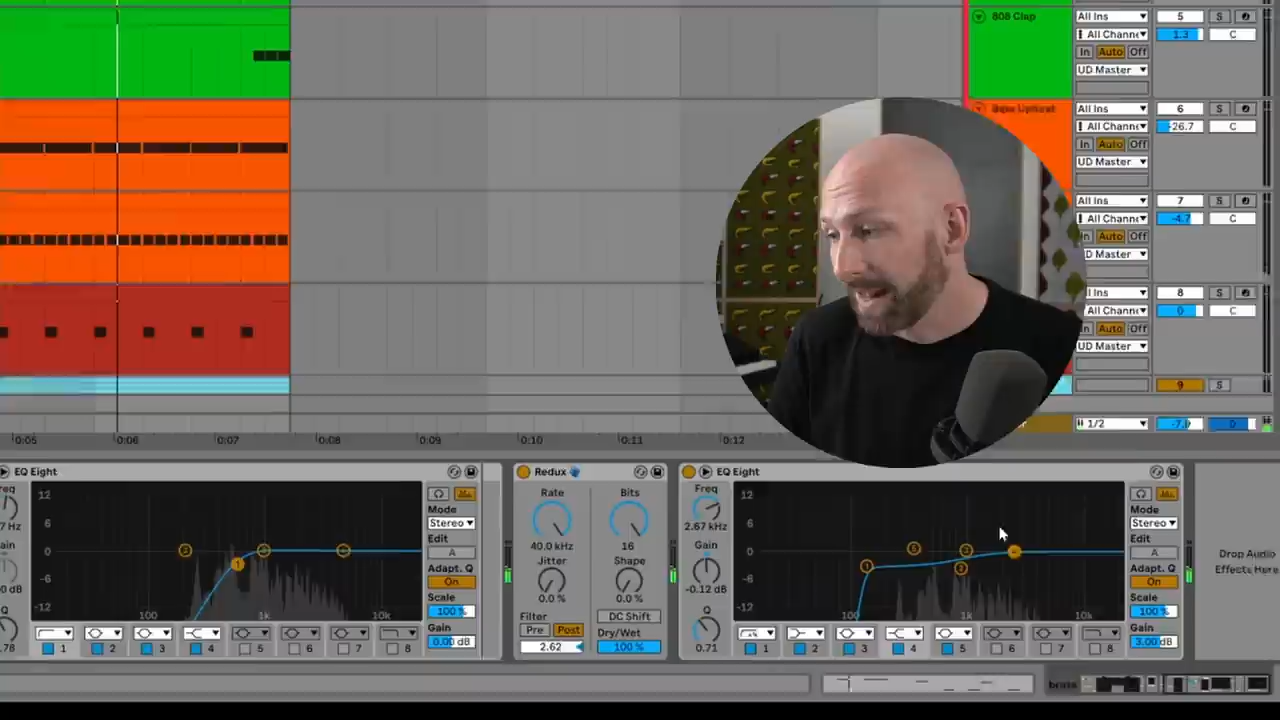 808 Clap
All Ins
5
S
All Channe
1.3
C
In
Auto
Off
UD Master
All Ins
6
S
All Channe
-26.7
C
In
Auto
Off
UD Master
All Ins
7
S
All Channe
-4.7
C
Auto
Off
D Master
8
S
All Channe
0
C
Auto
Off
UD Master
9
S
1/2
0
0:05
0:06
0:07
0:08
0:09
0:10
0:11
0:12
EQ Eight
12
6
0
-6
-12
100
1k
10k
Mode
Stereo
Edit
A
Adapt. Q
On
Scale
100 %
Gain
0.00 dB
1
2
3
4
5
6
7
8
Redux
Rate
Bits
40.0 kHz
16
Jitter
Shape
0.0 %
0.0 %
Filter
DC Shift
Pre
Post
Dry/Wet
2.62
100 %
EQ Eight
Freq
2.67 kHz
Gain
-0.12 dB
Q
0.71
12
6
0
-6
-12
100
1k
10k
Mode
Stereo
Edit
A
Adapt. Q
On
Scale
100 %
Gain
3.00 dB
1
2
3
4
5
6
7
8
Drop Audio
Effects Here